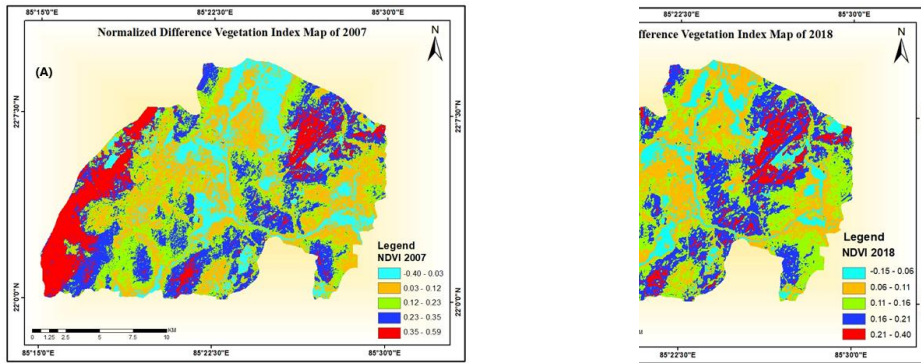 85°15'0"E 85°22'30"E 85°30'0"E
Normalized Difference Vegetation Index Map of 2007
N
(A)
22°7'30"N
22°7'30"N
22°0'0"N
22°0'0"N
Legend
NDVI 2007
-0.40 - 0.03
0.03 - 0.12
0.12 - 0.23
0.23 - 0.35
0.35 - 0.59
0 1.25 2.5 5 7.5 10
KM
85°15'0"E 85°22'30"E 85°30'0"E
85°22'30"E 85°30'0"E
fference Vegetation Index Map of 2018
N
22°7'30"N
22°0'0"N
Legend
NDVI 2018
-0.15 - 0.06
0.06 - 0.11
0.11 - 0.16
0.16 - 0.21
0.21 - 0.40
85°22'30"E 85°30'0"E